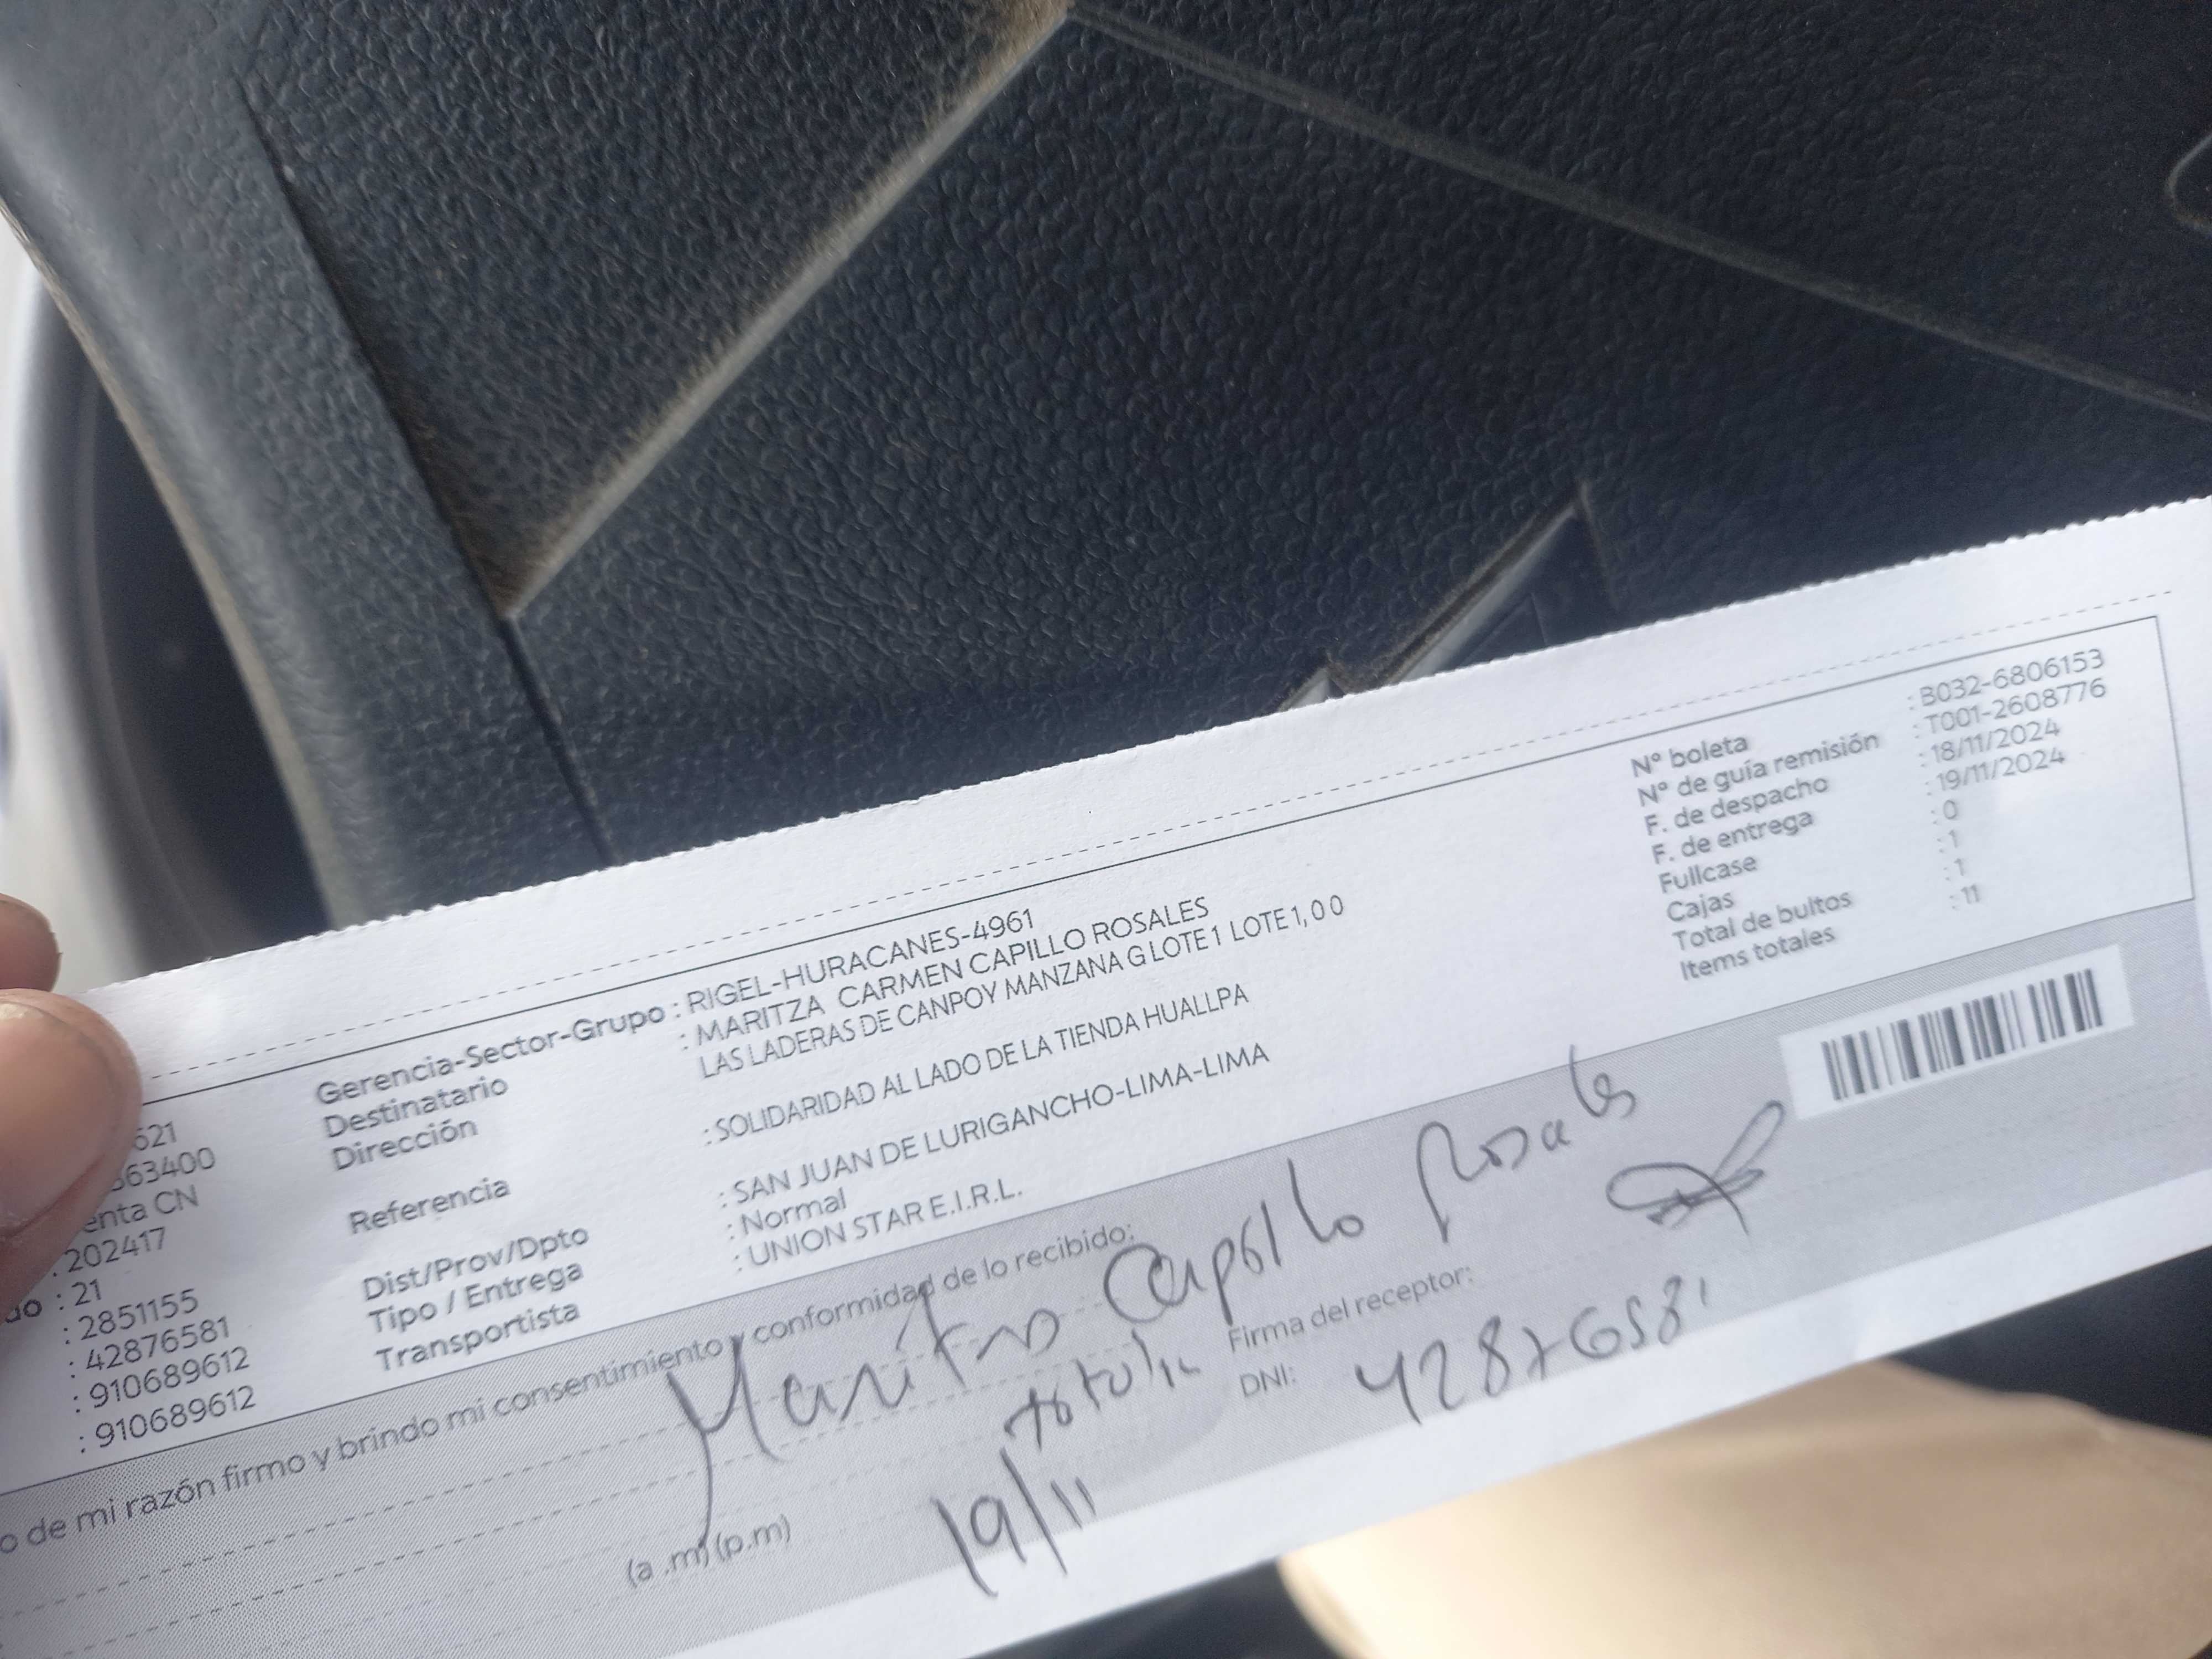 621
63400
enta CN
: 202417
do : 21
: 2851155
: 42876581
: 910689612
: 910689612
Gerencia-Sector-Grupo : RIGEL-HURACANES-4961
Destinatario : MARITZA CARMEN CAPILLO ROSALES
Dirección LAS LADERAS DE CANPOY MANZANA G LOTE 1 LOTE 1, 0 0
Referencia : SOLIDARIDAD AL LADO DE LA TIENDA HUALLPA
Dist/Prov/Dpto : SAN JUAN DE LURIGANCHO-LIMA-LIMA
Tipo / Entrega : Normal
Transportista : UNION STAR E.I.R.L.
N° boleta : B032-6806153
N° de guía remisión : T001-2608776
F. de despacho : 18/11/2024
F. de entrega : 19/11/2024
Fullcase : 0
Cajas : 1
Total de bultos : 1
Items totales : 11
o de mi razón firmo y brindo mi consentimiento y conformidad de lo recibido:
Capillo Rosales
Firma del receptor:
DNI: 42876581
(a .m) (p.m)
19/11